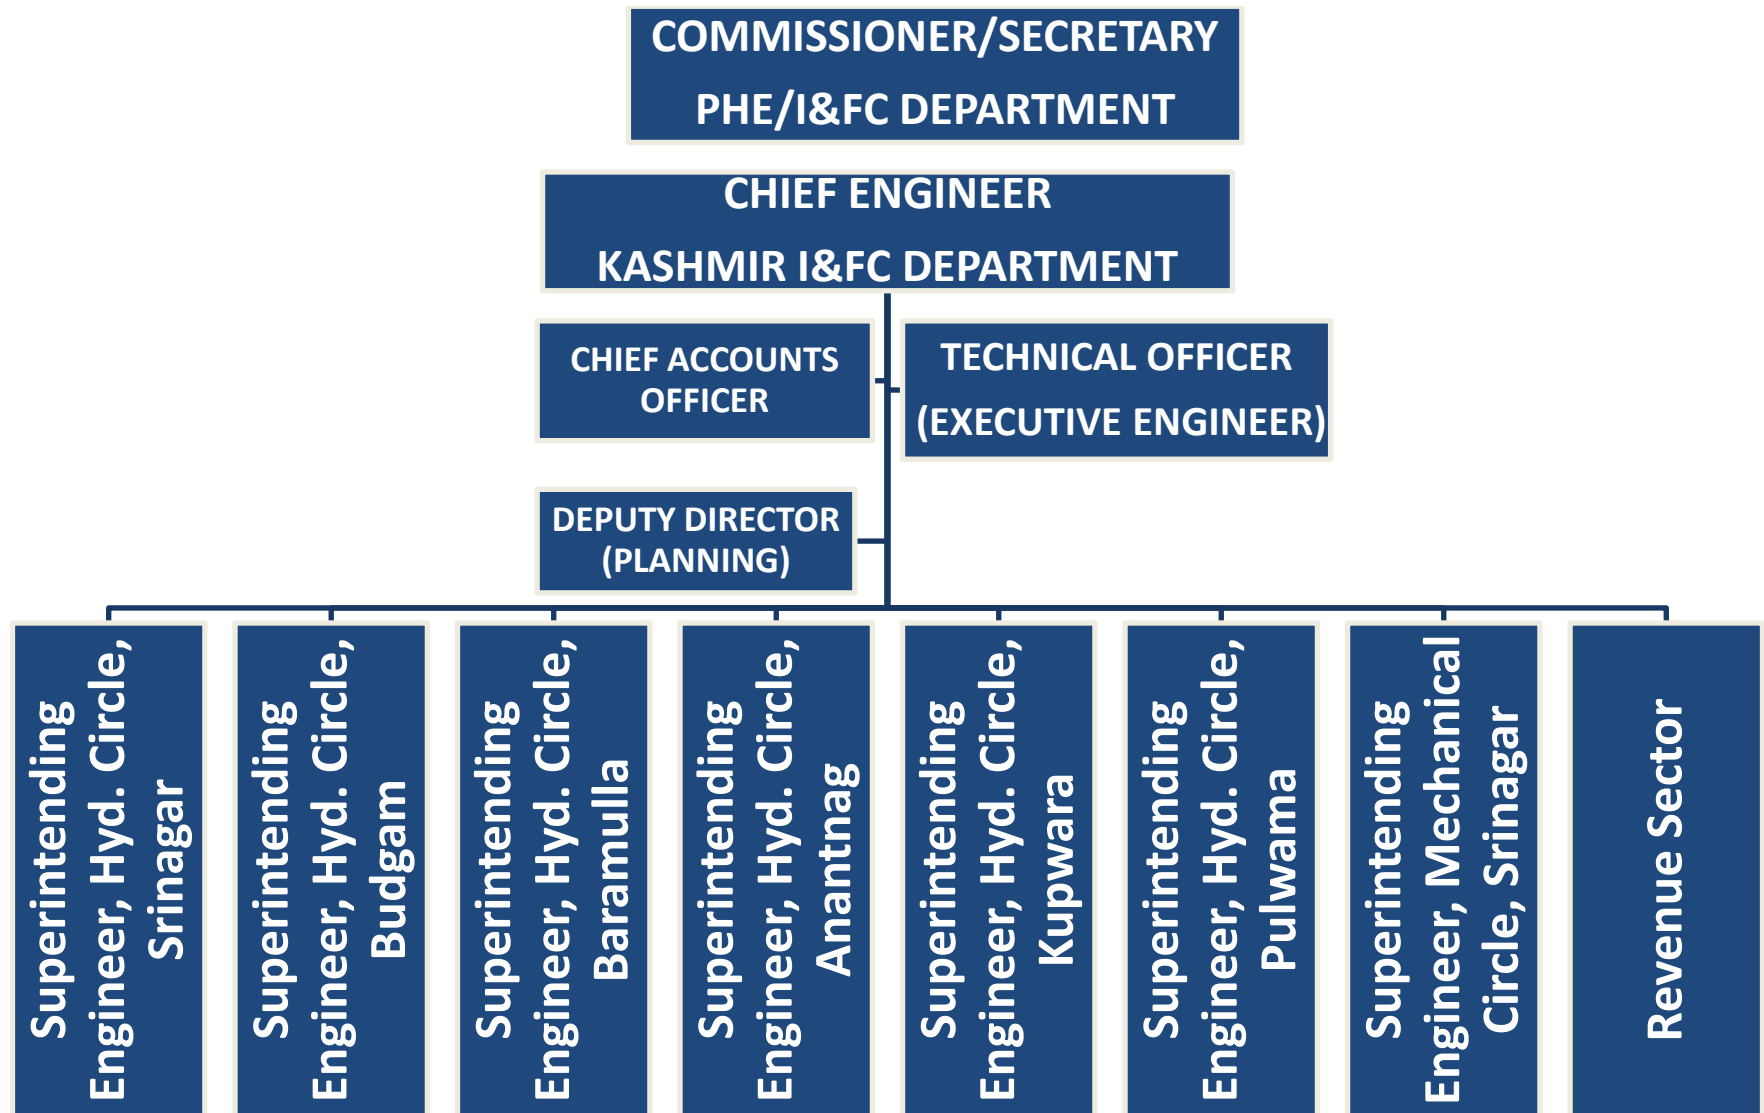 COMMISSIONER/SECRETARY
PHE/I&FC DEPARTMENT
CHIEF ENGINEER
KASHMIR I&FC DEPARTMENT
CHIEF ACCOUNTS
OFFICER
TECHNICAL OFFICER
(EXECUTIVE ENGINEER)
DEPUTY DIRECTOR
(PLANNING)
Superintending
Engineer, Hyd. Circle,
Srinagar
Superintending
Engineer, Hyd. Circle,
Budgam
Superintending
Engineer, Hyd. Circle,
Baramulla
Superintending
Engineer, Hyd. Circle,
Anantnag
Superintending
Engineer, Hyd. Circle,
Kupwara
Superintending
Engineer, Hyd. Circle,
Pulwama
Superintending
Engineer, Mechanical
Circle, Srinagar
Revenue Sector